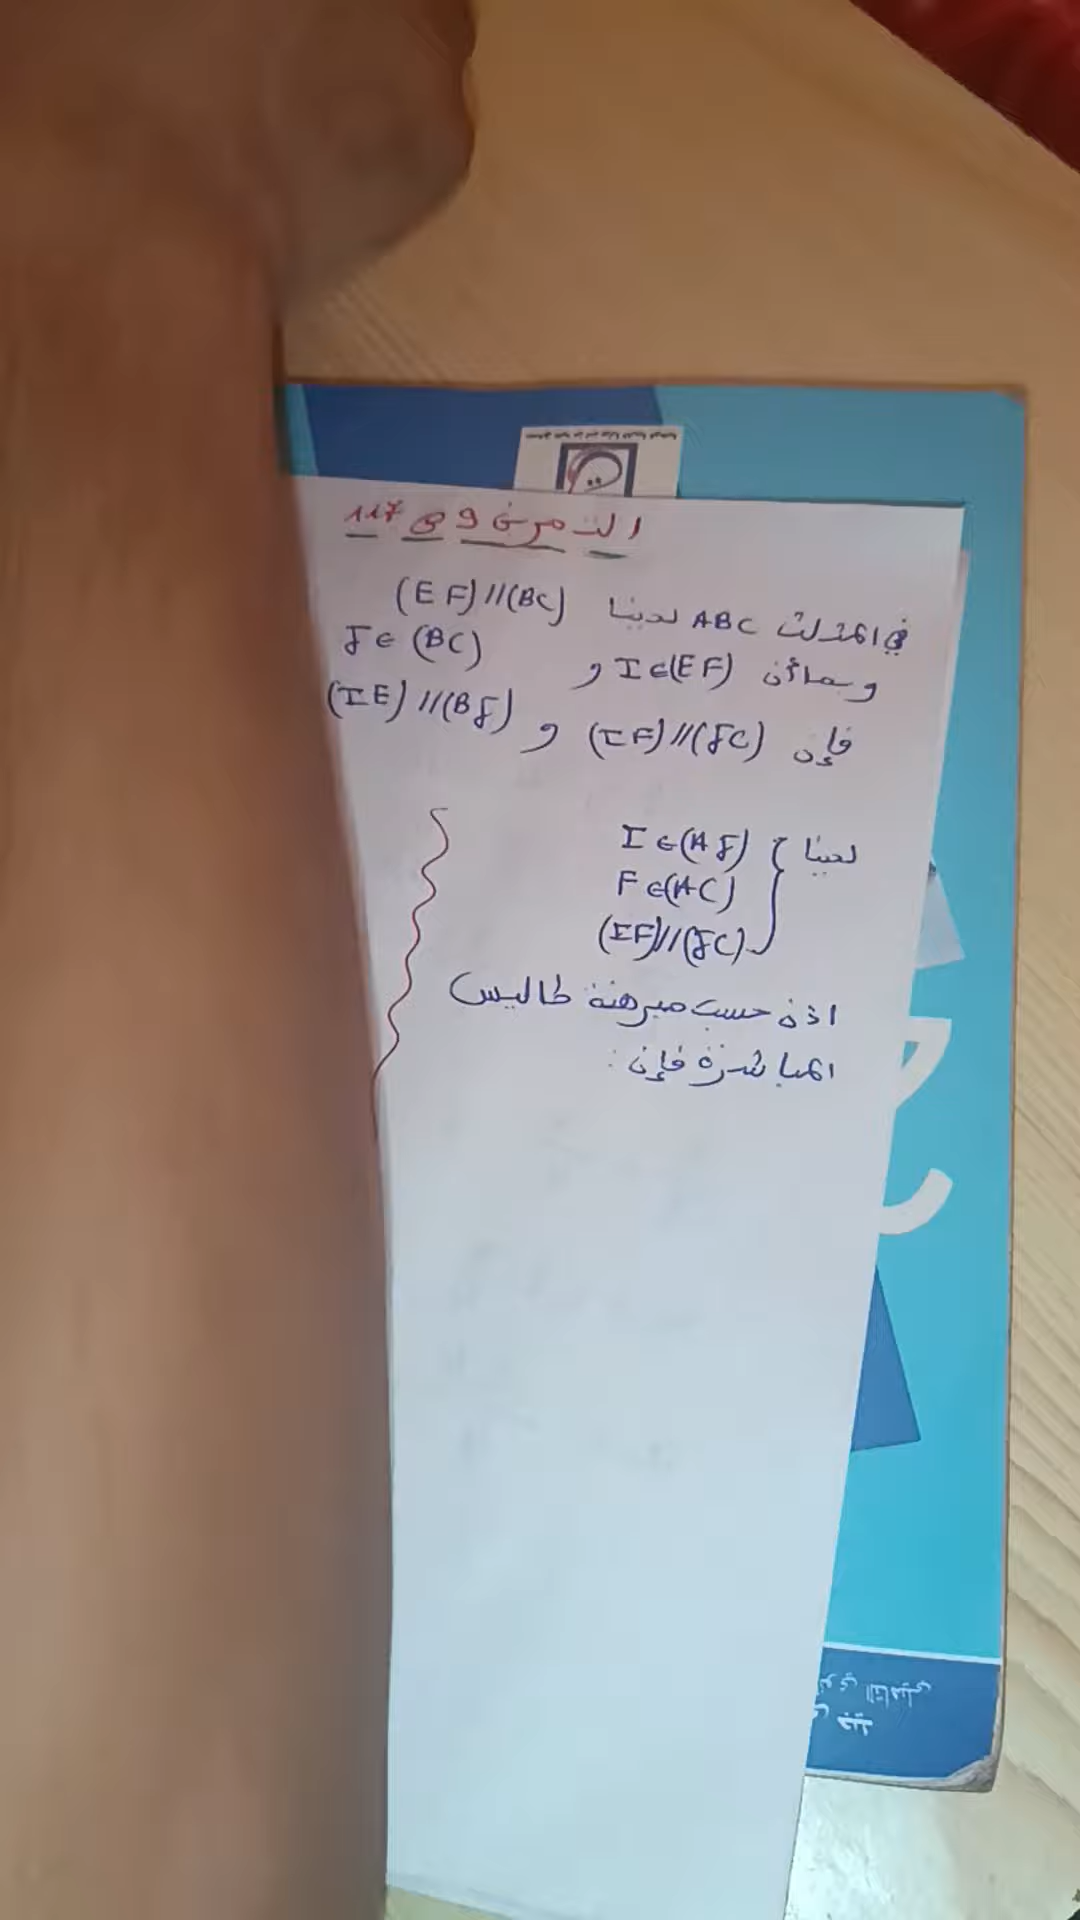 التمرين 9 ص 117
في المثلث ABC لدينا (EF)//(BC)
وبما أن I∈(EF) و J∈(BC)
فإن (IF)//(JC) و (IE)//(BJ)
لدينا { I∈(AJ)
F∈(AC)
(IF)//(JC)
اذن حسب مبرهنة طاليس
المباشرة فإن :